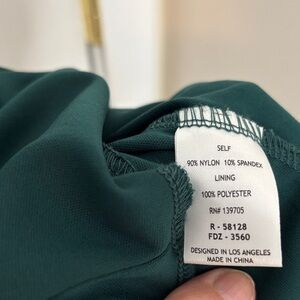 SELF
90% NYLON 10% SPANDEX
LINING
100% POLYESTER
RN# 139705
R - 58128
FDZ - 3560
DESIGNED IN LOS ANGELES
MADE IN CHINA